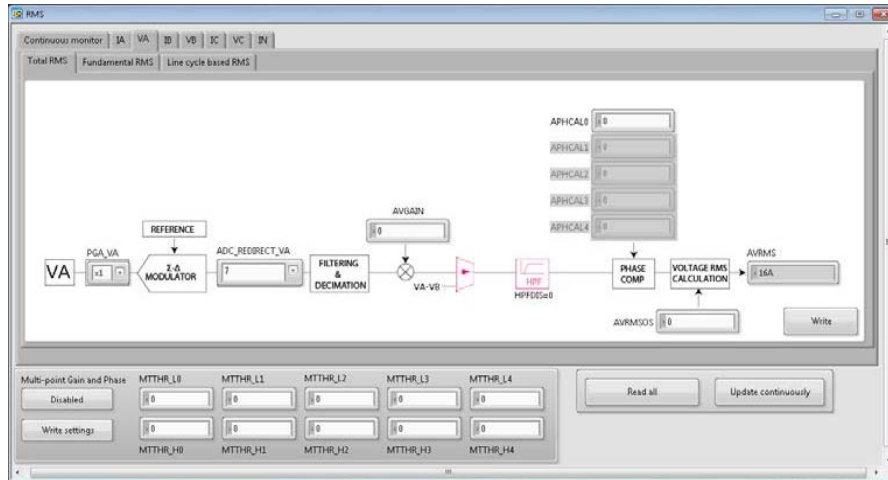 RMS
Continuous monitor IA VA IB VB IC VC IN
Total RMS Fundamental RMS Line cycle based RMS
APHCAL0 x 0
APHCAL1 x 0
APHCAL2 x 0
APHCAL3 x 0
APHCAL4 x 0
AVGAIN
x 0
REFERENCE
PGA_VA
ADC_REDIRECT_VA
AVRMS
VA
x1
Σ-Δ
MODULATOR
7
FILTERING
&
DECIMATION
VA-VB
HPF
HPFDIS=0
PHASE
COMP
VOLTAGE RMS
CALCULATION
x 16A
AVRMSOS x 0
Write
Multi-point Gain and Phase
MTTHR_L0 MTTHR_L1 MTTHR_L2 MTTHR_L3 MTTHR_L4
Disabled
x 0 x 0 x 0 x 0 x 0
Read all
Update continuously
Write settings
x 0 x 0 x 0 x 0 x 0
MTTHR_H0 MTTHR_H1 MTTHR_H2 MTTHR_H3 MTTHR_H4